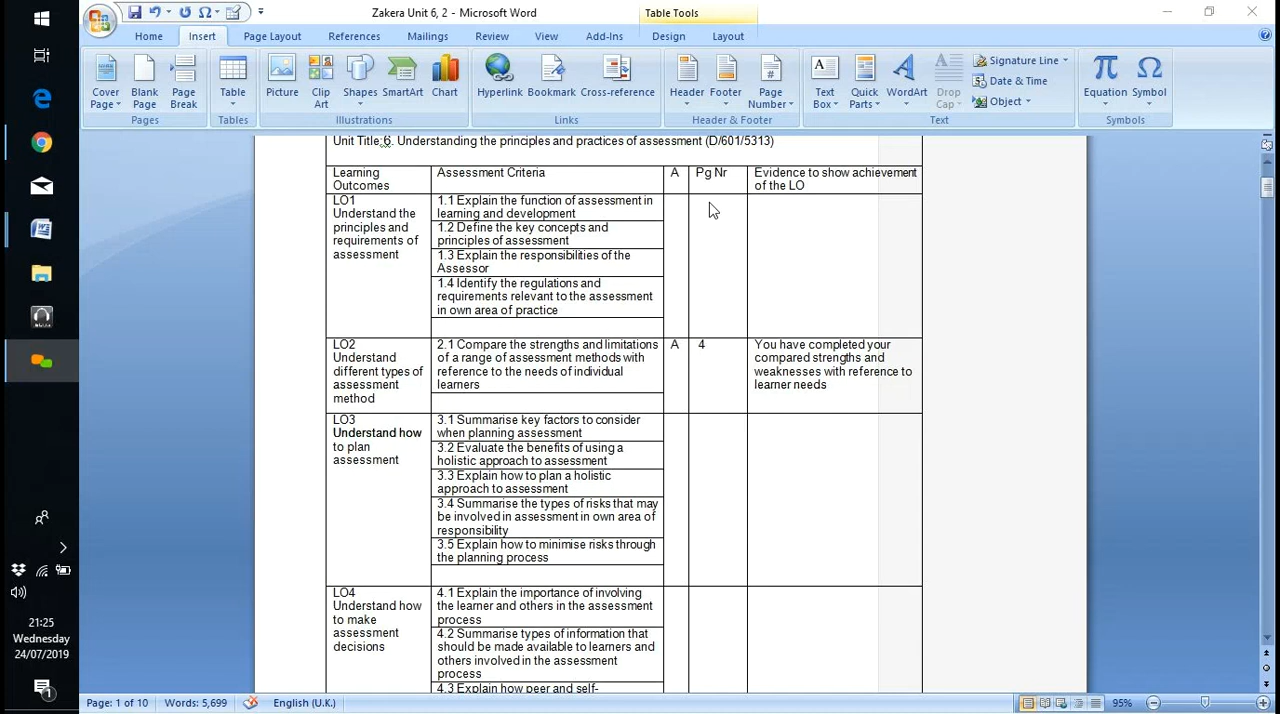 Zakera Unit 6, 2 - Microsoft Word
Table Tools
Home Insert Page Layout References Mailings Review View Add-Ins Design Layout
Cover Page
Blank Page
Page Break
Table
Picture
Clip Art
Shapes
SmartArt
Chart
Hyperlink
Bookmark
Cross-reference
Header
Footer
Page Number
Text Box
Quick Parts
WordArt
Drop Cap
Signature Line
Date & Time
Object
Equation
Symbol
Pages Tables Illustrations Links Header & Footer Text Symbols
Unit Title:6. Understanding the principles and practices of assessment (D/601/5313)
Learning
Outcomes
Assessment Criteria
A
Pg Nr
Evidence to show achievement
of the LO
LO1
Understand the
principles and
requirements of
assessment
1.1 Explain the function of assessment in
learning and development
1.2 Define the key concepts and
principles of assessment
1.3 Explain the responsibilities of the
Assessor
1.4 Identify the regulations and
requirements relevant to the assessment
in own area of practice
LO2
Understand
different types of
assessment
method
2.1 Compare the strengths and limitations
of a range of assessment methods with
reference to the needs of individual
learners
A
4
You have completed your
compared strengths and
weaknesses with reference to
learner needs
LO3
Understand how
to plan
assessment
3.1 Summarise key factors to consider
when planning assessment
3.2 Evaluate the benefits of using a
holistic approach to assessment
3.3 Explain how to plan a holistic
approach to assessment
3.4 Summarise the types of risks that may
be involved in assessment in own area of
responsibility
3.5 Explain how to minimise risks through
the planning process
LO4
Understand how
to make
assessment
decisions
4.1 Explain the importance of involving
the learner and others in the assessment
process
4.2 Summarise types of information that
should be made available to learners and
others involved in the assessment
process
4.3 Explain how peer and self-
21:25
Wednesday
24/07/2019
1
Page: 1 of 10 Words: 5,699 English (U.K.) 95%